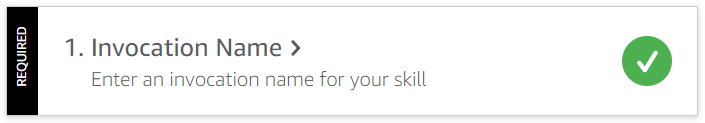 REQUIRED
1. Invocation Name >
Enter an invocation name for your skill